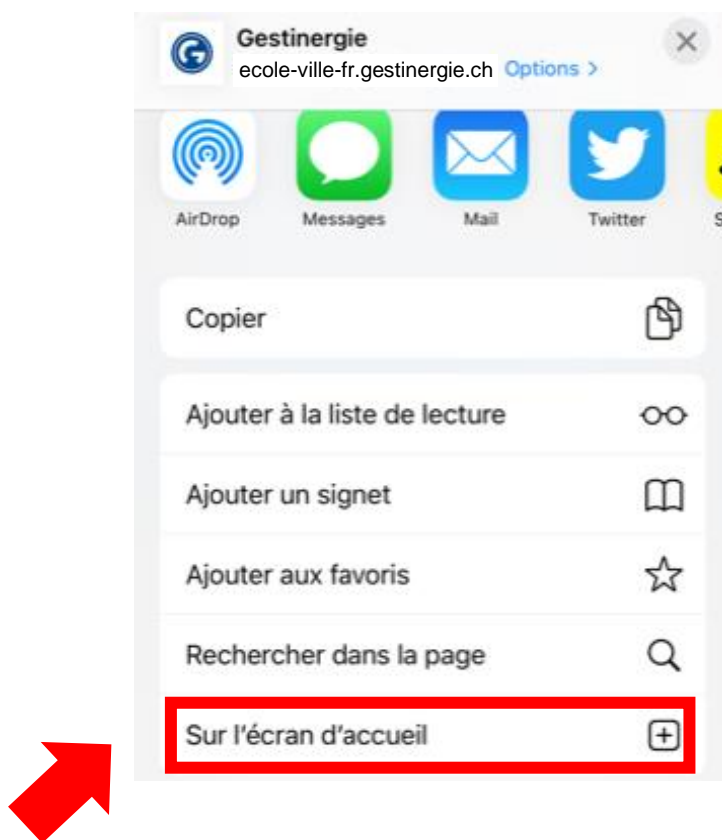 Gestinergie
ecole-ville-fr.gestinergie.ch Options >
AirDrop Messages Mail Twitter S
Copier
Ajouter à la liste de lecture
Ajouter un signet
Ajouter aux favoris
Rechercher dans la page
Sur l'écran d'accueil